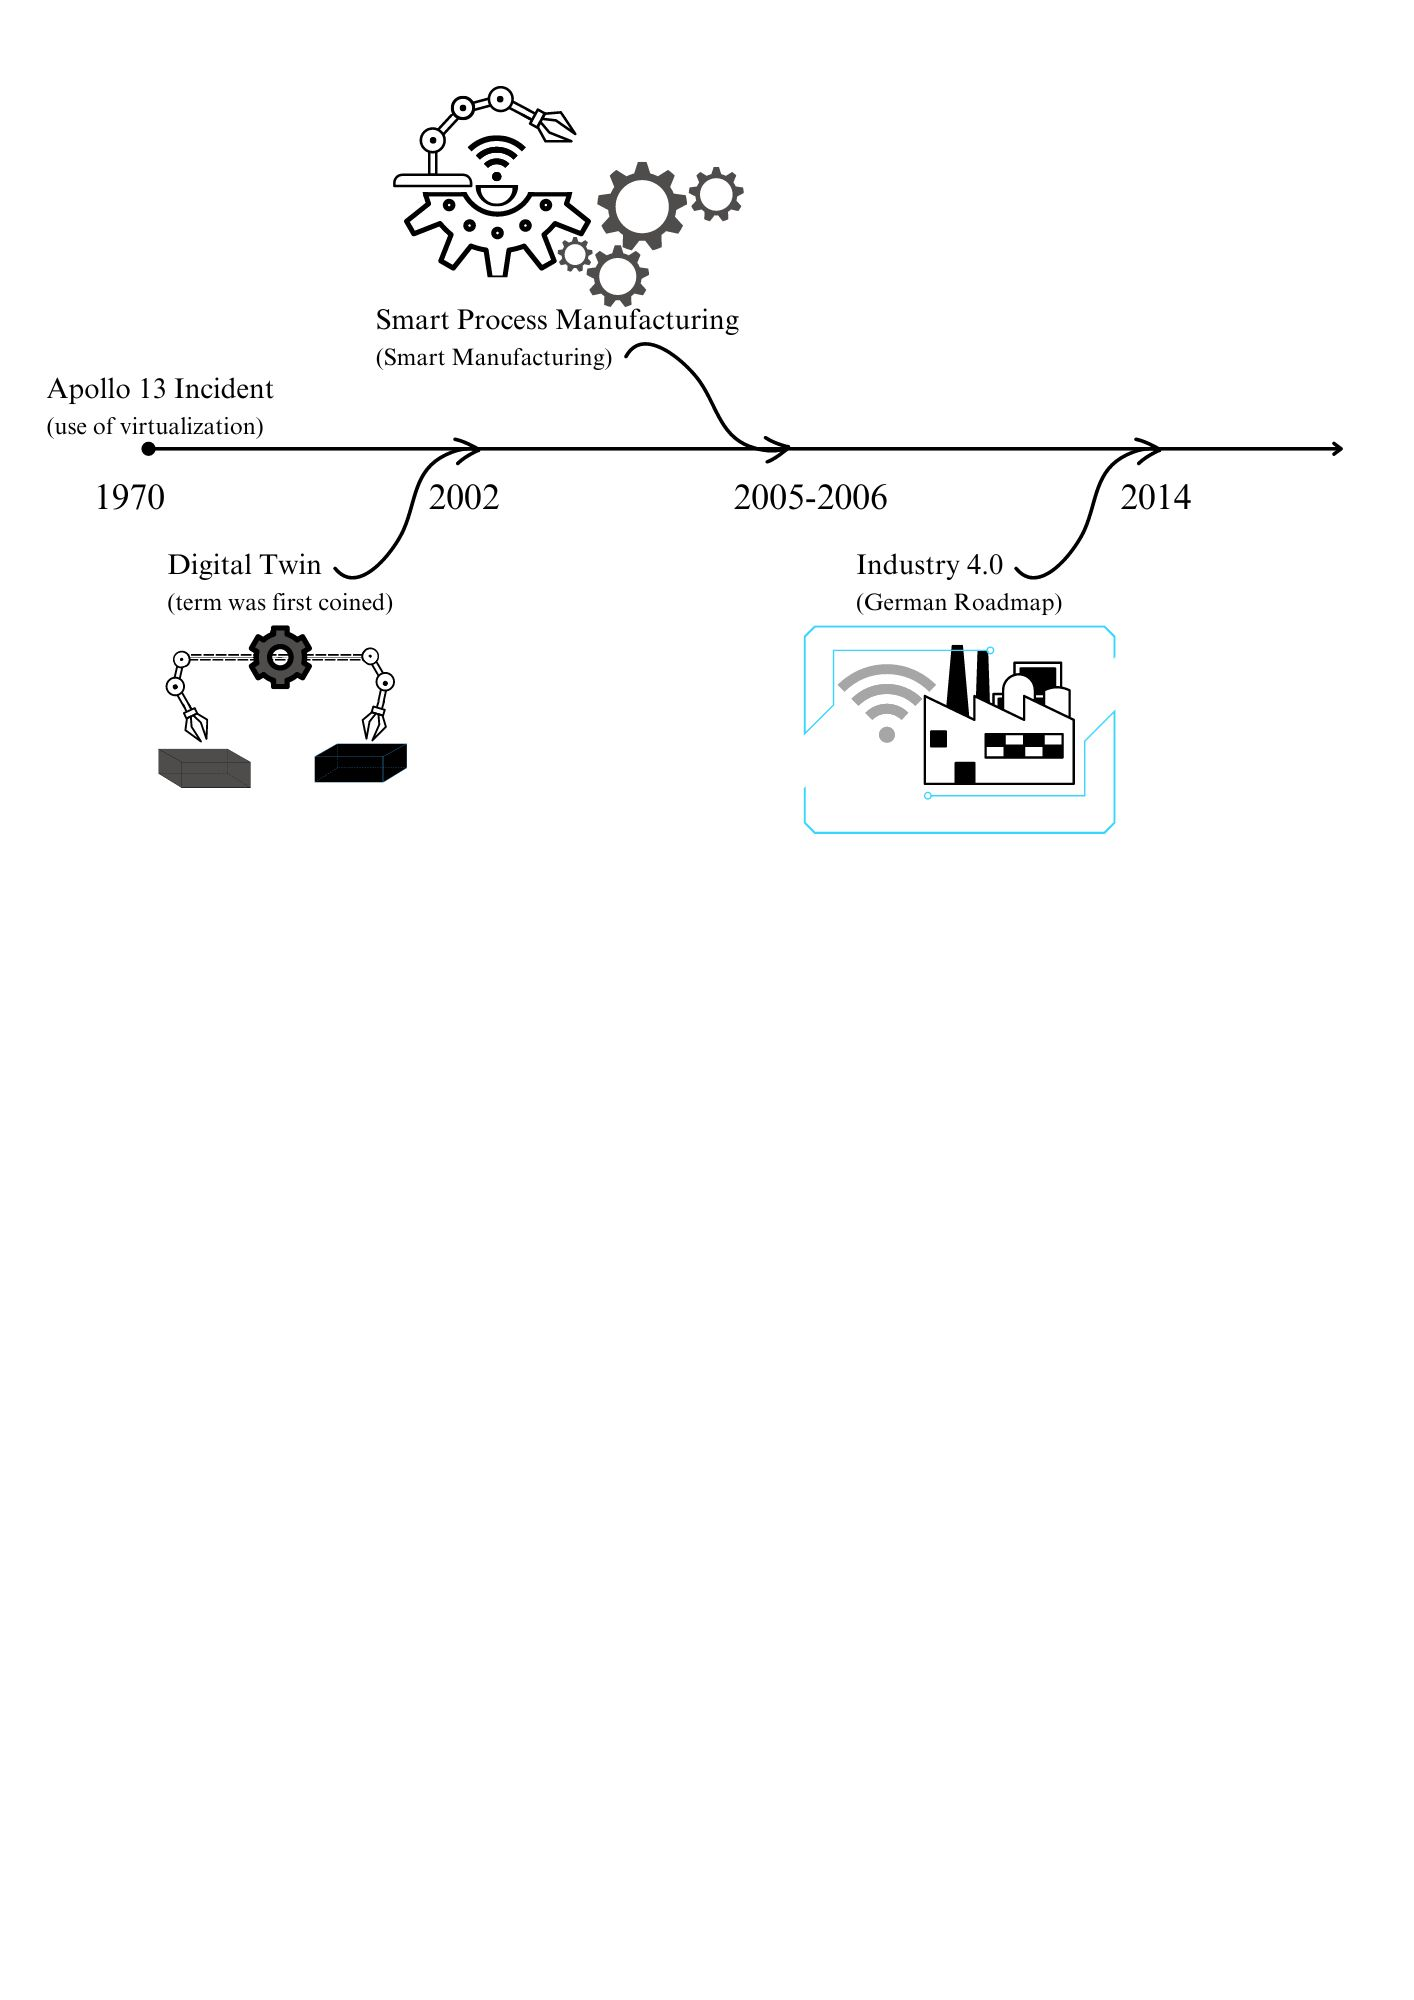 Smart Process Manufacturing
(Smart Manufacturing)
Apollo 13 Incident
(use of virtualization)
1970
2002
2005-2006
2014
Digital Twin
(term was first coined)
Industry 4.0
(German Roadmap)